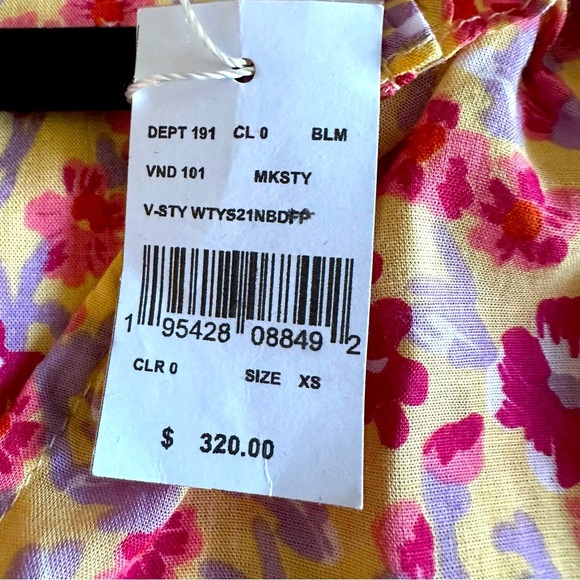 DEPT 191 CL 0 BLM
VND 101 MKSTY
V-STY WTYS21NBDFP
1 95428 08849 2
CLR 0 SIZE XS
$ 320.00